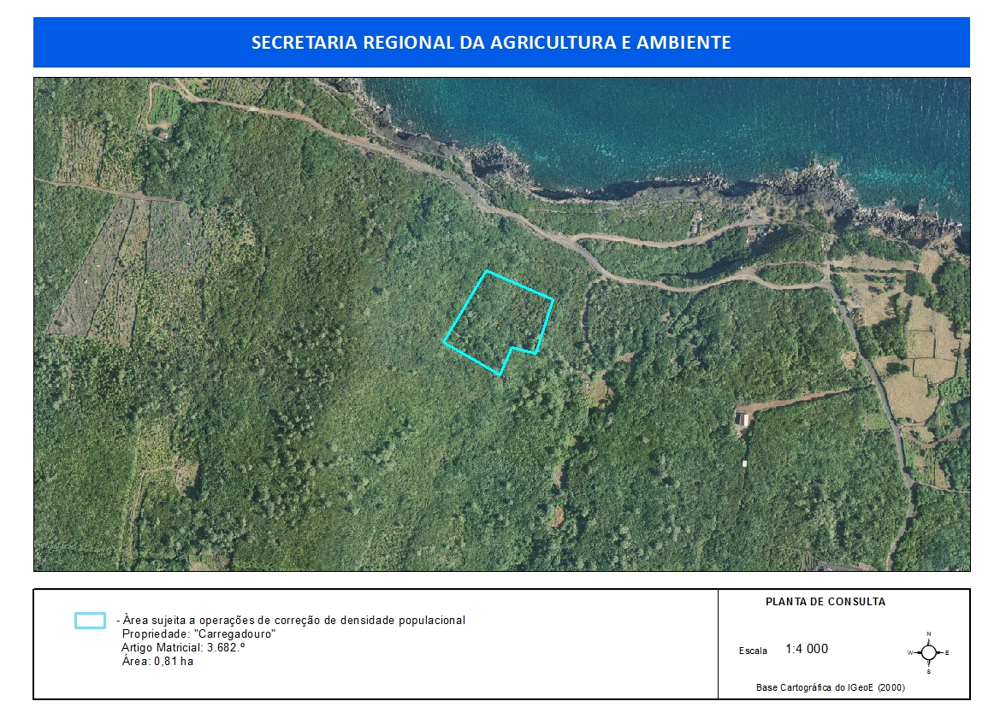 SECRETARIA REGIONAL DA AGRICULTURA E AMBIENTE
- Àrea sujeita a operações de correção de densidade populacional
Propriedade: "Carregadouro"
Artigo Matricial: 3.682.º
Área: 0,81 ha
PLANTA DE CONSULTA
Escala 1:4 000
N
W E
S
Base Cartográfica do IGeoE (2000)